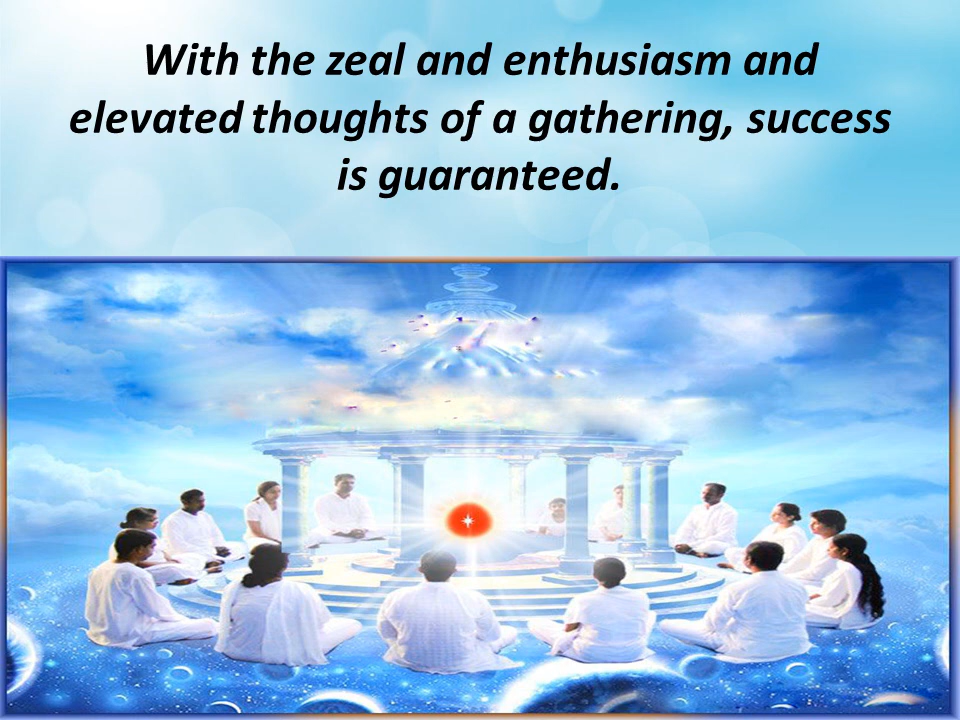 With the zeal and enthusiasm and
elevated thoughts of a gathering, success
is guaranteed.